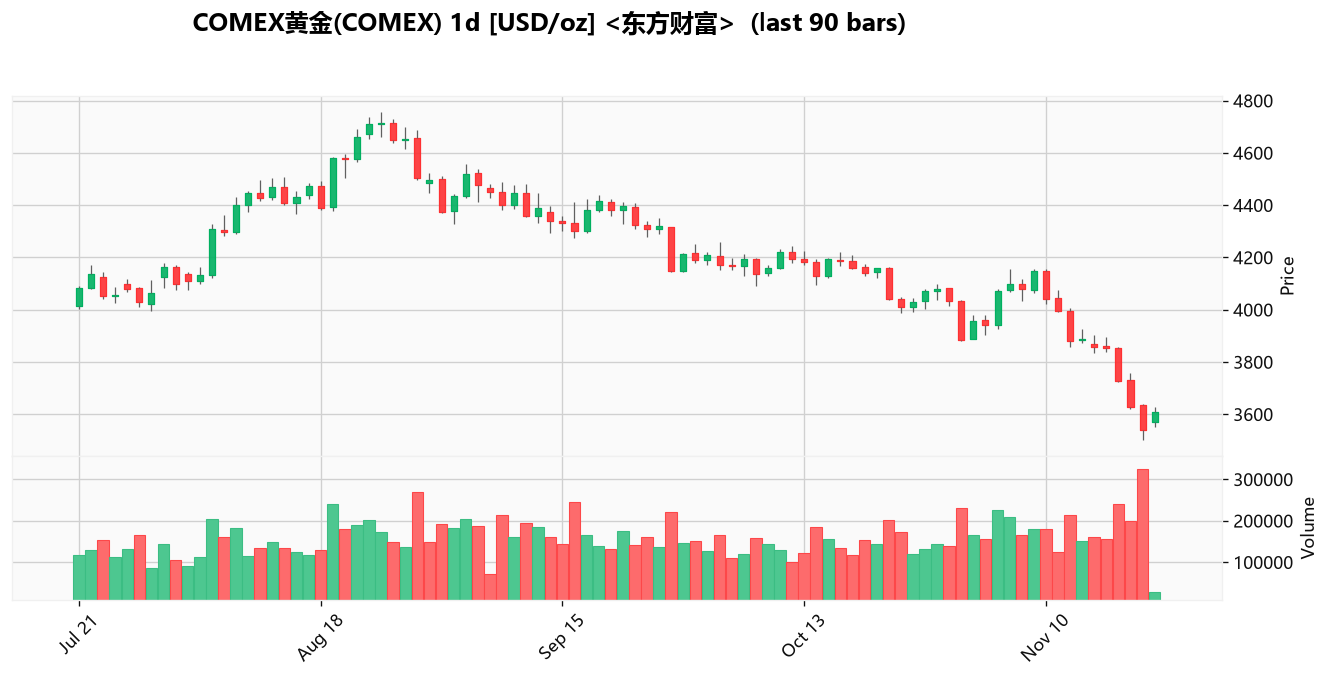 COMEX黄金(COMEX) 1d [USD/oz] <东方财富> (last 90 bars)
4800
4600
4400
4200
4000
3800
3600
Price
300000
200000
100000
Volume
Jul 21
Aug 18
Sep 15
Oct 13
Nov 10